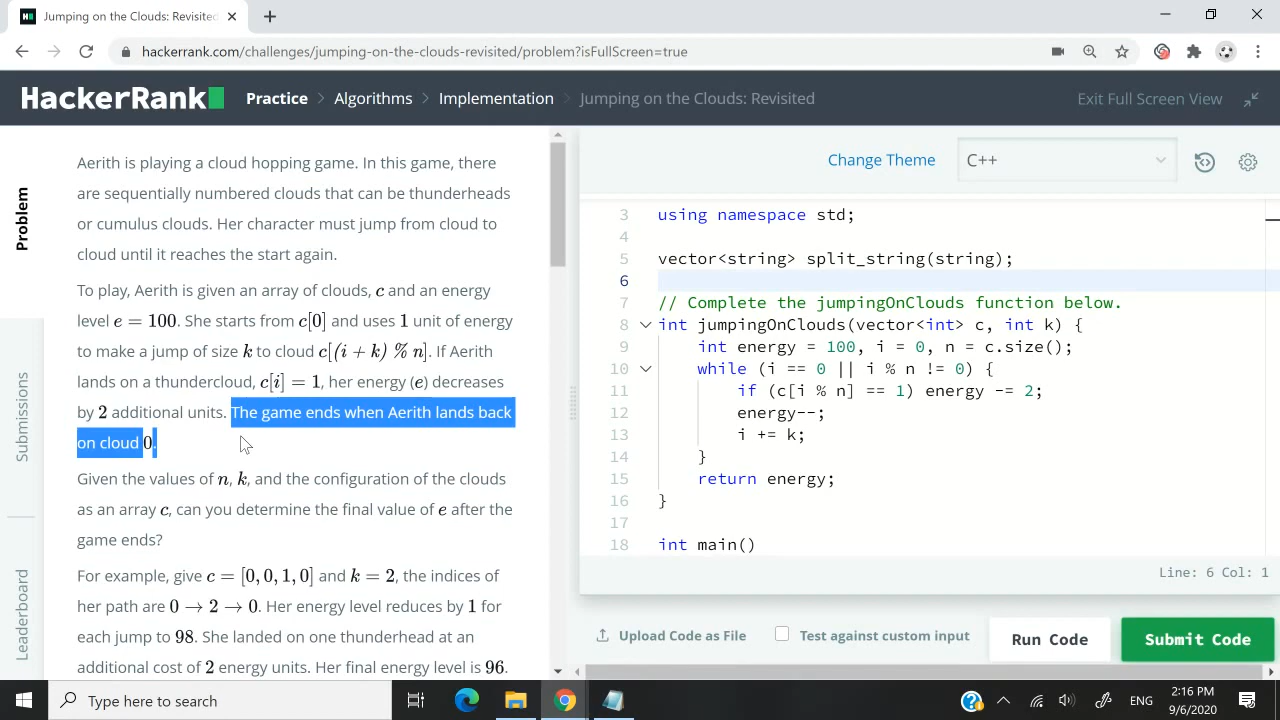 Jumping on the Clouds: Revisited
hackerrank.com/challenges/jumping-on-the-clouds-revisited/problem?isFullScreen=true
HackerRank
Practice > Algorithms > Implementation > Jumping on the Clouds: Revisited
Exit Full Screen View
Problem
Submissions
Leaderboard
Aerith is playing a cloud hopping game. In this game, there
are sequentially numbered clouds that can be thunderheads
or cumulus clouds. Her character must jump from cloud to
cloud until it reaches the start again.
To play, Aerith is given an array of clouds, c and an energy
level e = 100. She starts from c[0] and uses 1 unit of energy
to make a jump of size k to cloud c[(i + k) % n]. If Aerith
lands on a thundercloud, c[i] = 1, her energy (e) decreases
by 2 additional units. The game ends when Aerith lands back
on cloud 0.
Given the values of n, k, and the configuration of the clouds
as an array c, can you determine the final value of e after the
game ends?
For example, give c = [0, 0, 1, 0] and k = 2, the indices of
her path are 0 → 2 → 0. Her energy level reduces by 1 for
each jump to 98. She landed on one thunderhead at an
additional cost of 2 energy units. Her final energy level is 96.
Change Theme
C++
3 using namespace std;
4
5 vector<string> split_string(string);
6
7 // Complete the jumpingOnClouds function below.
8 int jumpingOnClouds(vector<int> c, int k) {
9 int energy = 100, i = 0, n = c.size();
10 while (i == 0 || i % n != 0) {
11 if (c[i % n] == 1) energy -= 2;
12 energy--;
13 i += k;
14 }
15 return energy;
16 }
17
18 int main()
Line: 6 Col: 1
Upload Code as File
Test against custom input
Run Code
Submit Code
Type here to search
ENG
2:16 PM
9/6/2020